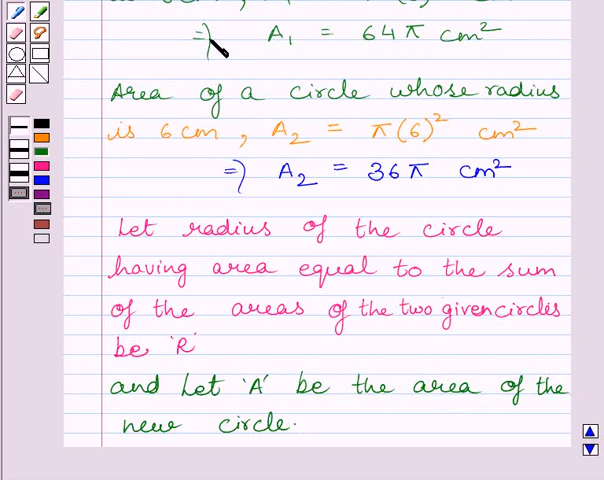 =) A₁ = 64π cm²
Area of a circle whose radius
is 6cm, A₂ = π(6)² cm²
=) A₂ = 36π cm²
Let radius of the circle
having area equal to the sum
of the areas of the two given circles
be 'R'
and Let 'A' be the area of the
new circle.